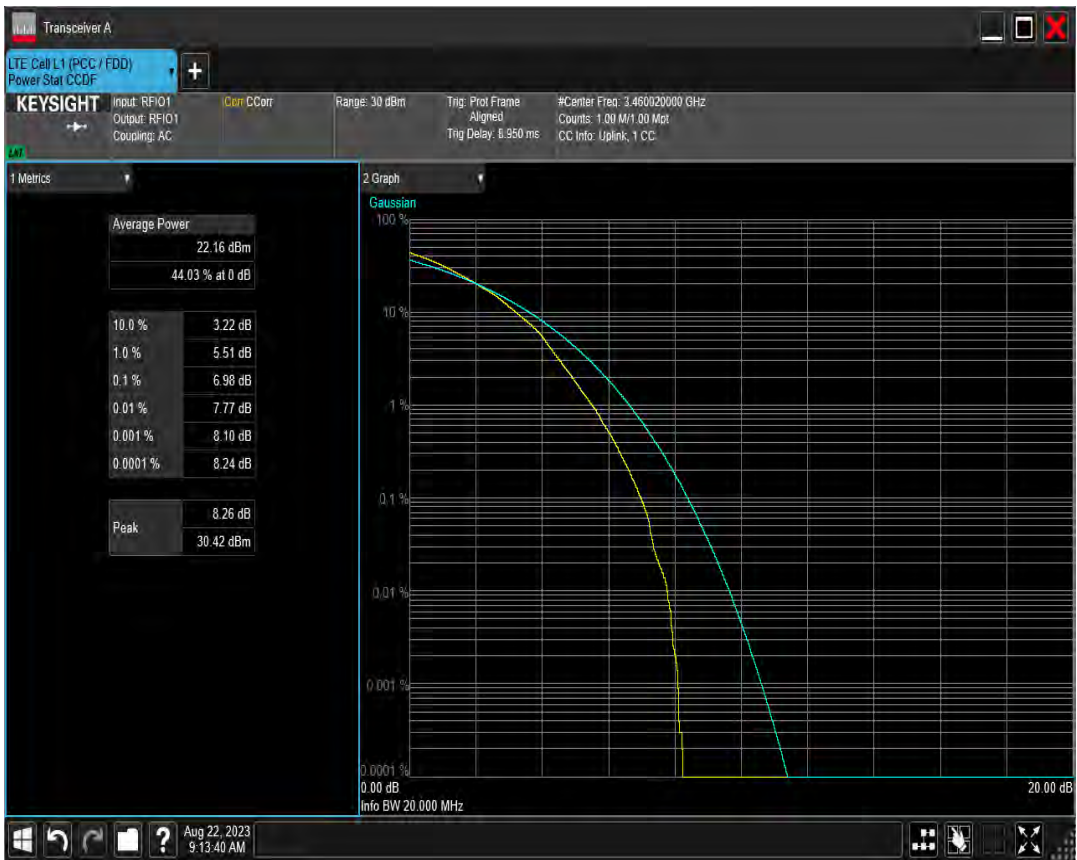 Transceiver A
LTE Cell L1 (PCC / FDD)
Power Stat CCDF
KEYSIGHT
Input: RFIO1
Output: RFIO1
Coupling: AC
Corr CCorr
Range: 30 dBm
Trig: Prot Frame
Aligned
Trig Delay: 8.950 ms
#Center Freq: 3.460020000 GHz
Counts: 1.00 M/1.00 Mpt
CC Info: Uplink, 1 CC
1 Metrics
Average Power
22.16 dBm
44.03 % at 0 dB
10.0 % 3.22 dB
1.0 % 5.51 dB
0.1 % 6.98 dB
0.01 % 7.77 dB
0.001 % 8.10 dB
0.0001 % 8.24 dB
Peak
8.26 dB
30.42 dBm
2 Graph
Gaussian
100 %
10 %
1 %
0.1 %
0.01 %
0.001 %
0.0001 %
0.00 dB
20.00 dB
Info BW 20.000 MHz
Aug 22, 2023
9:13:40 AM